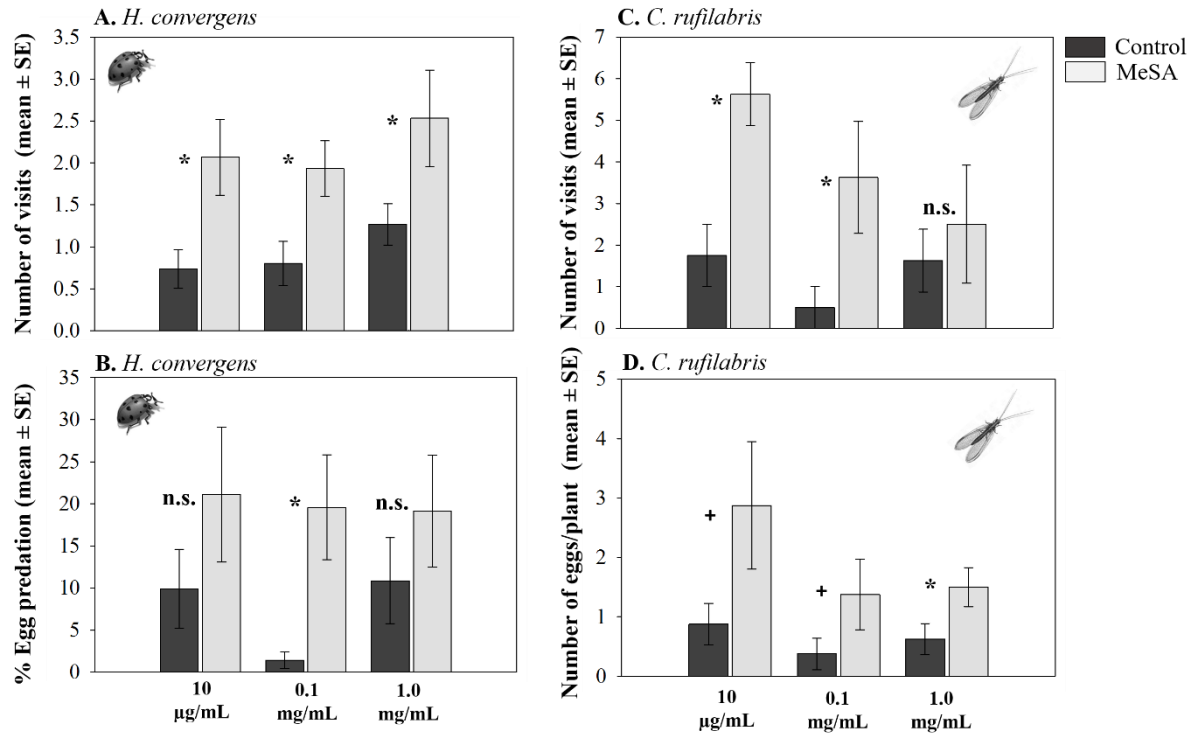 A. H. convergens
Number of visits (mean ± SE)
3.5
3.0
2.5
2.0
1.5
1.0
0.5
0.0
*
*
*
C. C. rufilabris
Number of visits (mean ± SE)
7
6
5
4
3
2
1
0
*
*
n.s.
Control
MeSA
B. H. convergens
% Egg predation (mean ± SE)
35
30
25
20
15
10
5
0
n.s.
*
n.s.
10
µg/mL
0.1
mg/mL
1.0
mg/mL
D. C. rufilabris
Number of eggs/plant (mean ± SE)
5
4
3
2
1
0
+
+
*
10
µg/mL
0.1
mg/mL
1.0
mg/mL